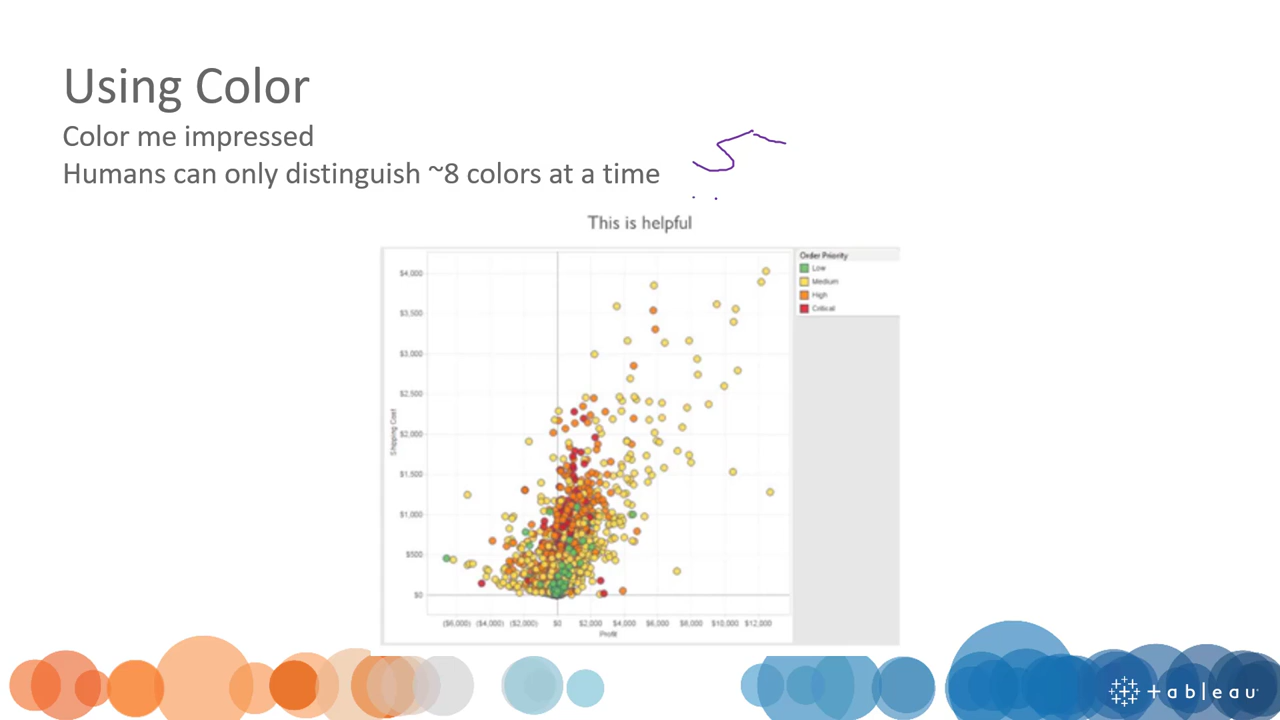 Using Color
Color me impressed
Humans can only distinguish ~8 colors at a time
5
This is helpful
Order Priority
Low
Medium
High
Critical
$4,000
$3,500
$3,000
$2,500
$2,000
$1,500
$1,000
$500
$0
Shipping Cost
($6,000) ($4,000) ($2,000) $0 $2,000 $4,000 $6,000 $8,000 $10,000 $12,000
Profit
+ableau